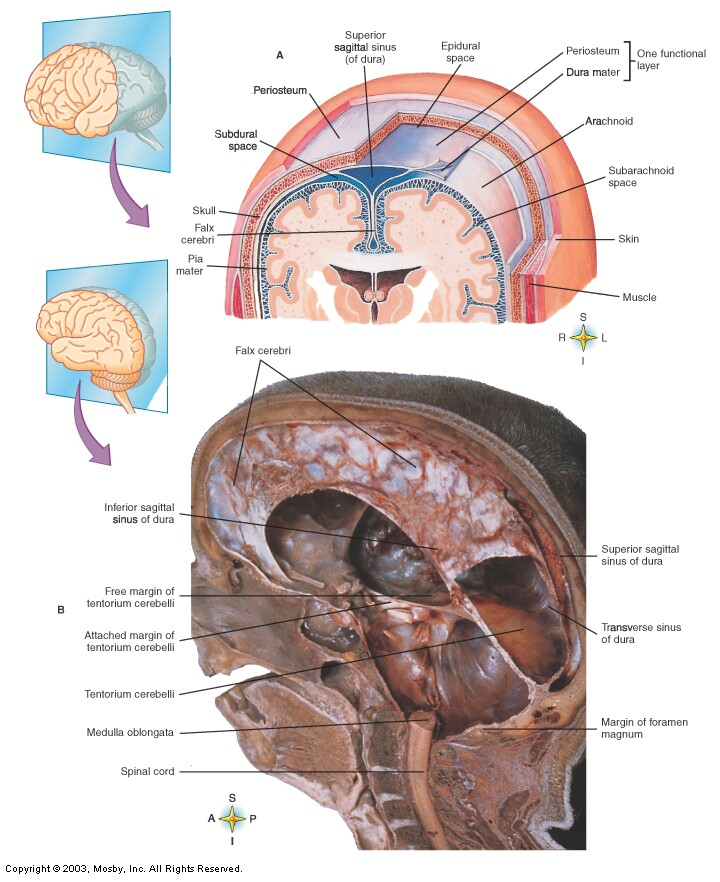 A
Superior
sagittal sinus
(of dura)
Epidural
space
Periosteum
Dura mater
One functional
layer
Periosteum
Arachnoid
Subdural
space
Subarachnoid
space
Skull
Falx
cerebri
Skin
Pia
mater
Muscle
S
R
L
I
Falx cerebri
Inferior sagittal
sinus of dura
Superior sagittal
sinus of dura
B
Free margin of
tentorium cerebelli
Attached margin of
tentorium cerebelli
Transverse sinus
of dura
Tentorium cerebelli
Medulla oblongata
Margin of foramen
magnum
Spinal cord
S
A
P
I
Copyright © 2003, Mosby, Inc. All Rights Reserved.